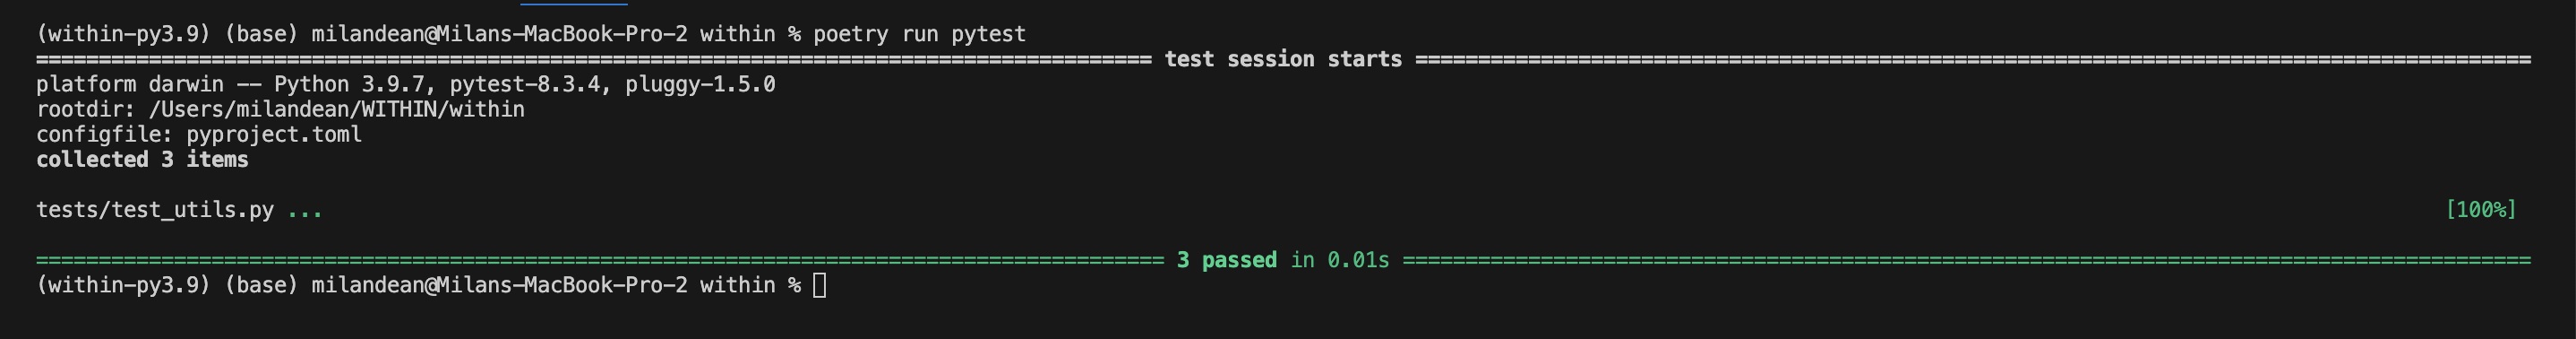 (within-py3.9) (base) milandean@Milans-MacBook-Pro-2 within % poetry run pytest
========================================================================================= test session starts =========================================================================================
platform darwin -- Python 3.9.7, pytest-8.3.4, pluggy-1.5.0
rootdir: /Users/milandean/WITHIN/within
configfile: pyproject.toml
collected 3 items
tests/test_utils.py ... [100%]
========================================================================================== 3 passed in 0.01s ==========================================================================================
(within-py3.9) (base) milandean@Milans-MacBook-Pro-2 within %